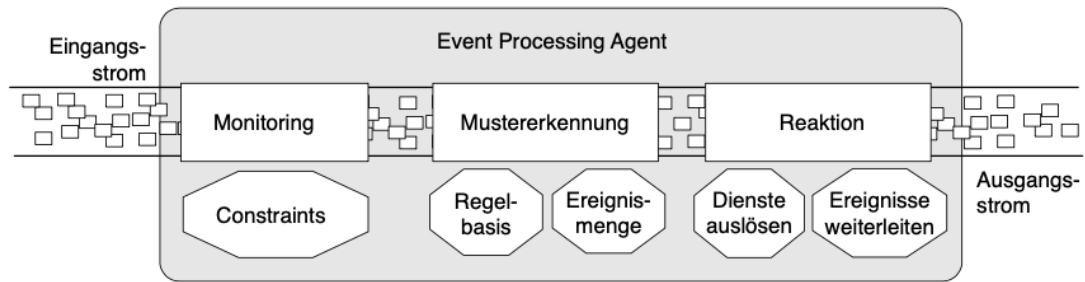 Event Processing Agent
Eingangs-
strom
Monitoring
Mustererkennung
Reaktion
Constraints
Regel-
basis
Ereignis-
menge
Dienste
auslösen
Ereignisse
weiterleiten
Ausgangs-
strom